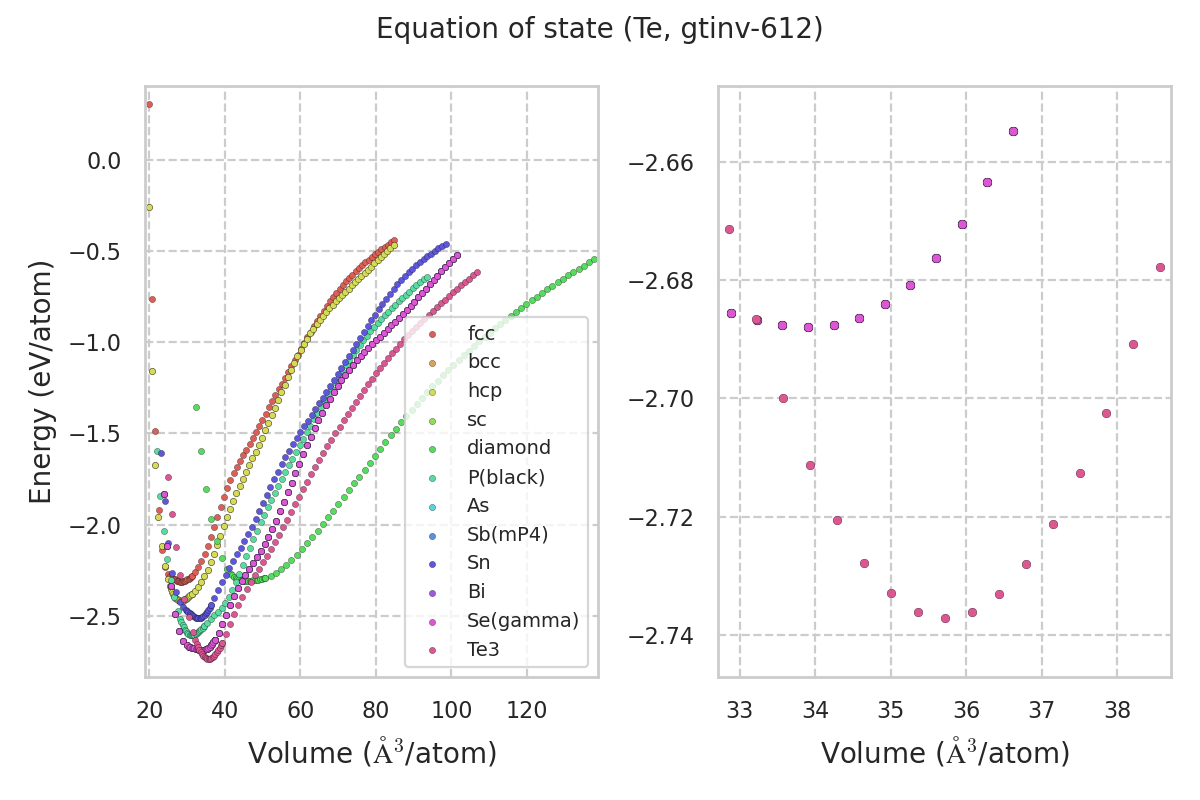 Equation of state (Te, gtinv-612)
Energy (eV/atom)
0.0
−0.5
−1.0
−1.5
−2.0
−2.5
20 40 60 80 100 120
Volume (Å³/atom)
fcc
bcc
hcp
sc
diamond
P(black)
As
Sb(mP4)
Sn
Bi
Se(gamma)
Te3
−2.66
−2.68
−2.70
−2.72
−2.74
33 34 35 36 37 38
Volume (Å³/atom)